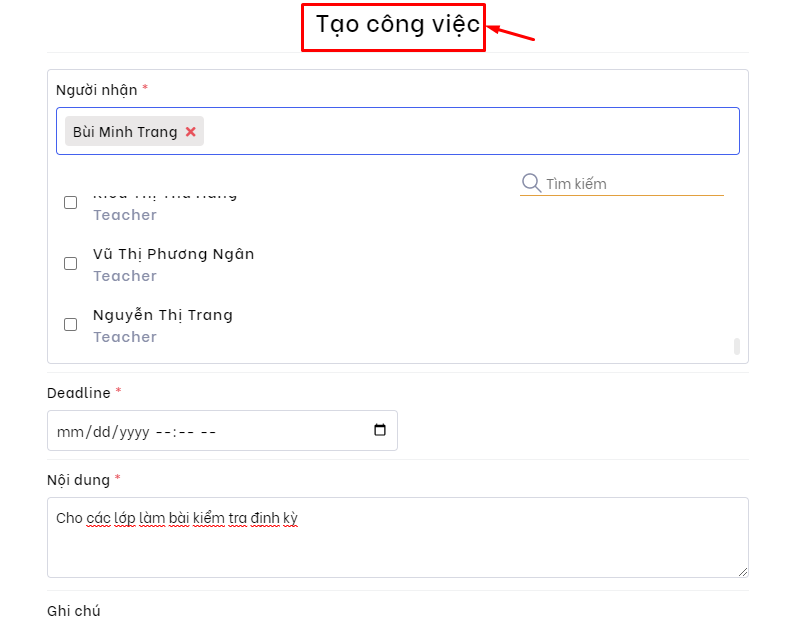 Tạo công việc
Người nhận *
Bùi Minh Trang
Tìm kiếm
Teacher
Vũ Thị Phương Ngân
Teacher
Nguyễn Thị Trang
Teacher
Deadline *
mm/dd/yyyy --:-- --
Nội dung *
Cho các lớp làm bài kiểm tra định kỳ
Ghi chú